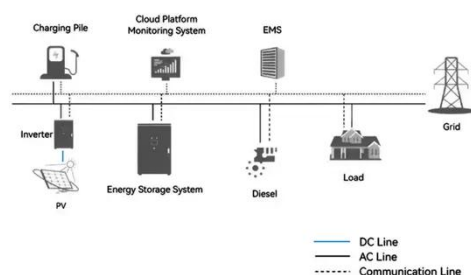 Charging Pile
Cloud Platform
Monitoring System
EMS
Inverter
Grid
PV
Energy Storage System
Diesel
Load
DC Line
AC Line
Communication Line